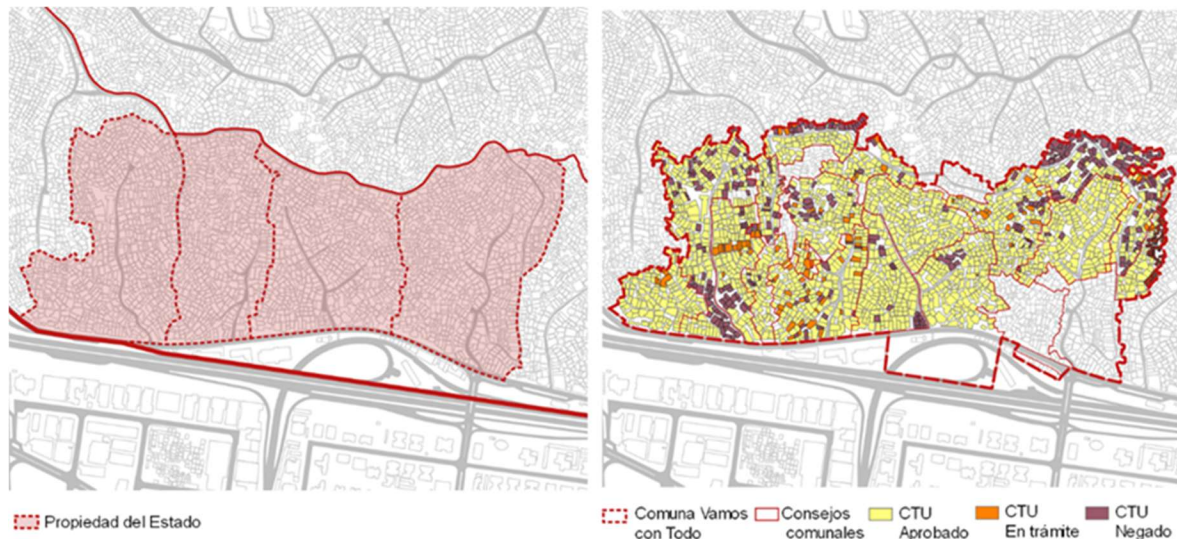 Propiedad del Estado
Comuna Vamos
con Todo
Consejos
comunales
CTU
Aprobado
CTU
En trámite
CTU
Negado